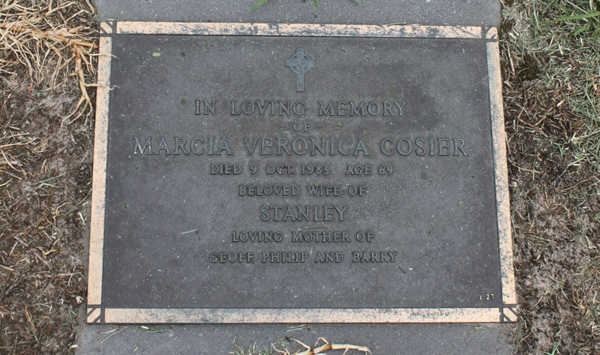 IN LOVING MEMORY
OF
MARCIA VERONICA COSIER
DIED 9 OCT. 1985 AGE 69
BELOVED WIFE OF
STANLEY
LOVING MOTHER OF
GEOFF, PHILIP AND BARRY